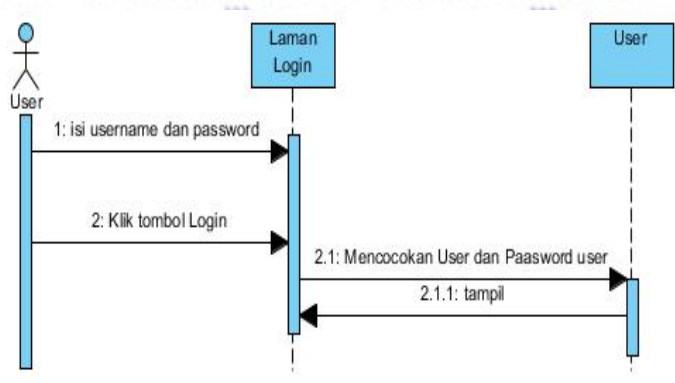 Laman
Login
User
User
1: isi username dan password
2: Klik tombol Login
2.1: Mencocokan User dan Paasword user
2.1.1: tampil